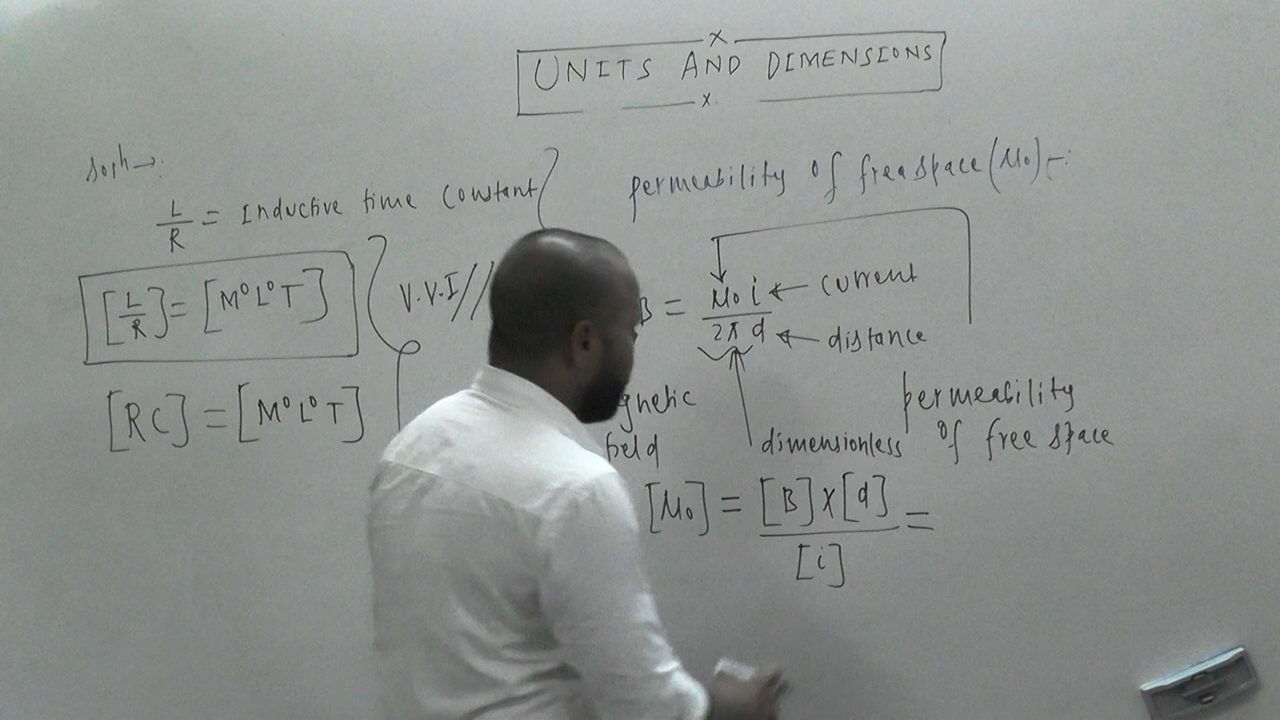 UNITS AND DIMENSIONS
Soln →:
L/R = Inductive time constant
[L/R] = [M⁰L⁰T]
V.V.I//
[RC] = [M⁰L⁰T]
permeability of free space (μ₀) –:
B = μ₀ i / 2π d
← current
← distance
gnetic
field
dimensionless
permeability
of free space
[μ₀] = [B] × [d] / [i] =